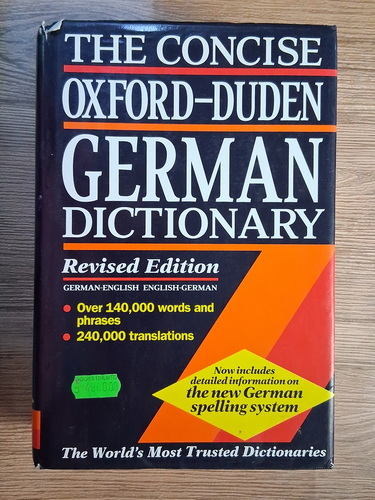 THE CONCISE
OXFORD-DUDEN
GERMAN
DICTIONARY
Revised Edition
GERMAN-ENGLISH ENGLISH-GERMAN
Over 140,000 words and
phrases
240,000 translations
Now includes
detailed information on
the new German
spelling system
The World's Most Trusted Dictionaries